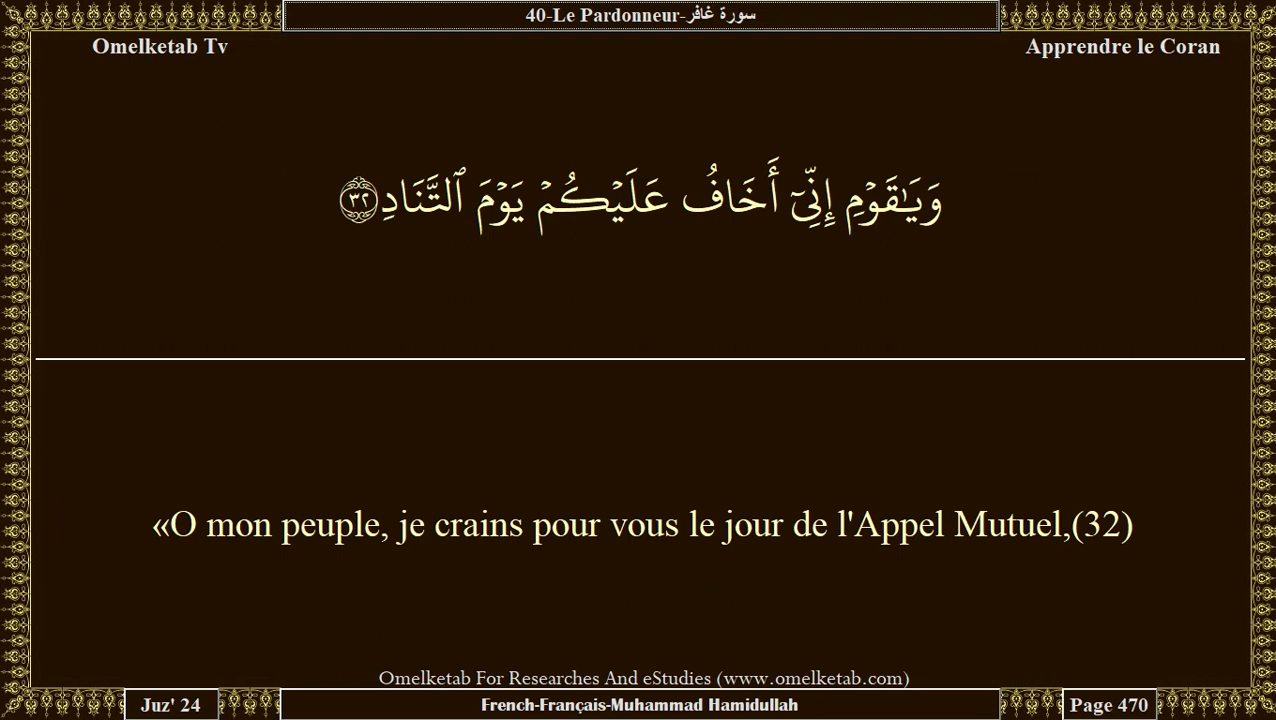 40-Le Pardonneur-سورة غافر
Omelketab Tv
Apprendre le Coran
وَيَٰقَوۡمِ إِنِّيٓ أَخَافُ عَلَيۡكُمۡ يَوۡمَ ٱلتَّنَادِ ٣٢
«O mon peuple, je crains pour vous le jour de l'Appel Mutuel,(32)
Omelketab For Researches And eStudies (www.omelketab.com)
Juz' 24
French-Français-Muhammad Hamidullah
Page 470